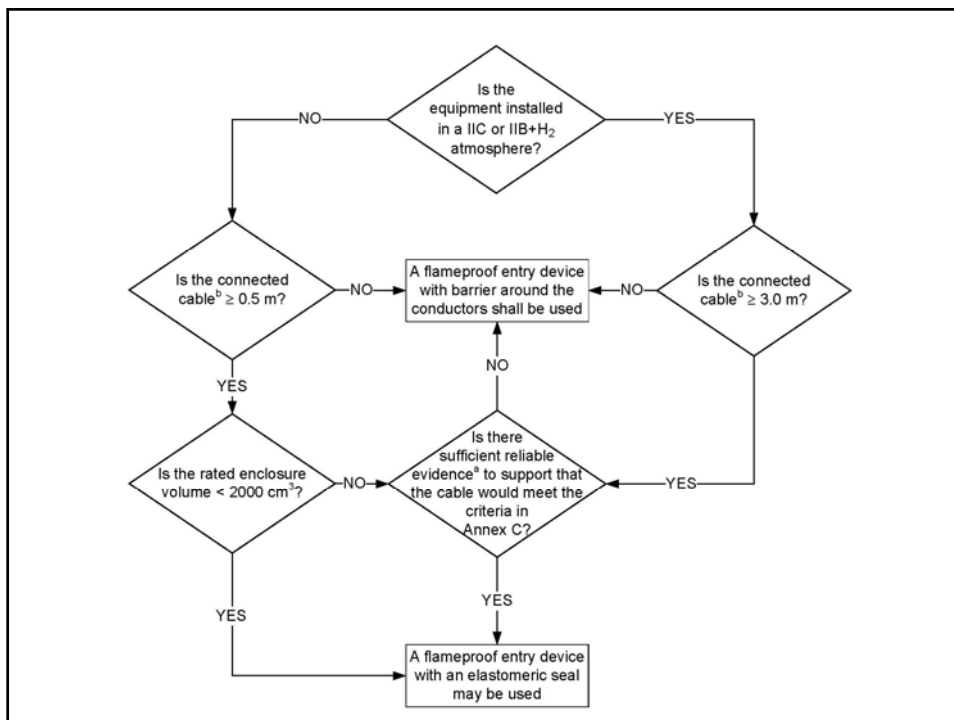 Is the
equipment installed
in a IIC or IIB+H₂
atmosphere?
NO
YES
Is the connected
cableᵇ ≥ 0.5 m?
NO
A flameproof entry device
with barrier around the
conductors shall be used
NO
Is the connected
cableᵇ ≥ 3.0 m?
YES
NO
Is the rated enclosure
volume < 2000 cm³?
NO
Is there
sufficient reliable
evidenceᵃ to support that
the cable would meet the
criteria in
Annex C?
YES
YES
YES
A flameproof entry device
with an elastomeric seal
may be used